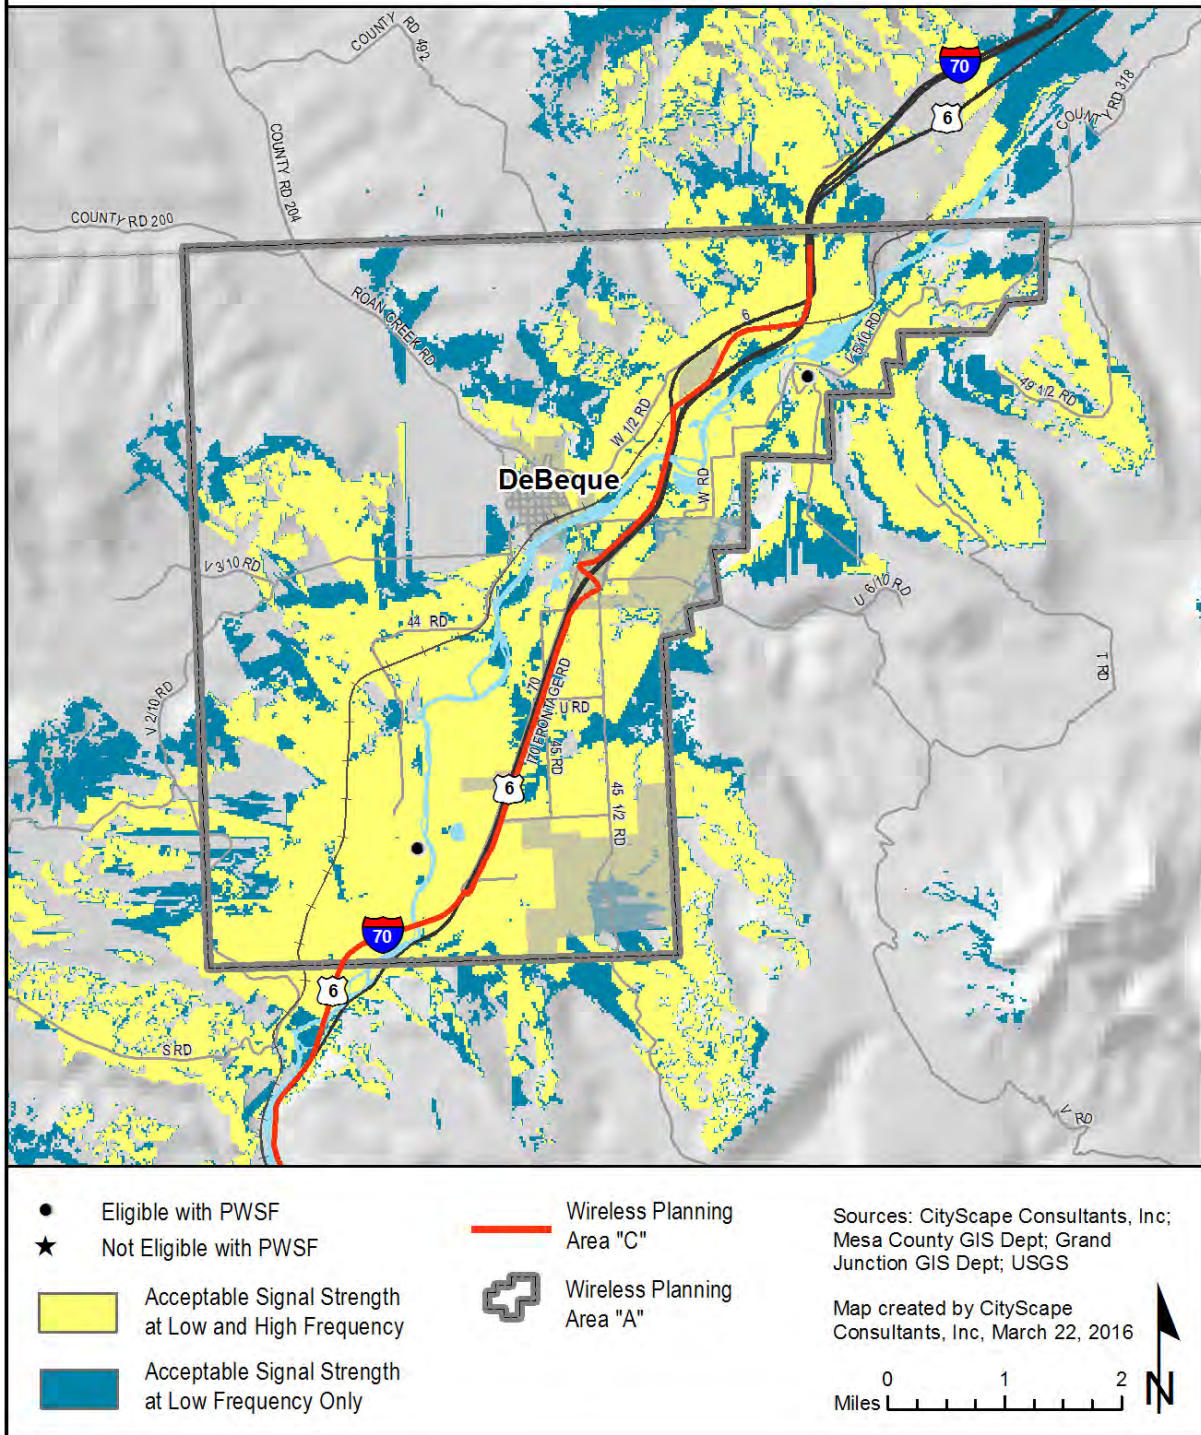 COUNTY RD 492
70
6
COUNTY RD 318
COUNTY RD 204
COUNTY RD 200
ROAN CREEK RD
6
V 5/10 RD
49 1/2 RD
W 1/2 RD
DeBeque
W RD
V 3/10 RD
U 6/10 RD
44 RD
T RD
70
I70 FRONTAGE RD
U RD
V 2/10 RD
45 RD
6
45 1/2 RD
70
6
S RD
V RD
Eligible with PWSF
Not Eligible with PWSF
Acceptable Signal Strength
at Low and High Frequency
Acceptable Signal Strength
at Low Frequency Only
Wireless Planning
Area "C"
Wireless Planning
Area "A"
Sources: CityScape Consultants, Inc;
Mesa County GIS Dept; Grand
Junction GIS Dept; USGS
Map created by CityScape
Consultants, Inc, March 22, 2016
0 1 2
Miles
N